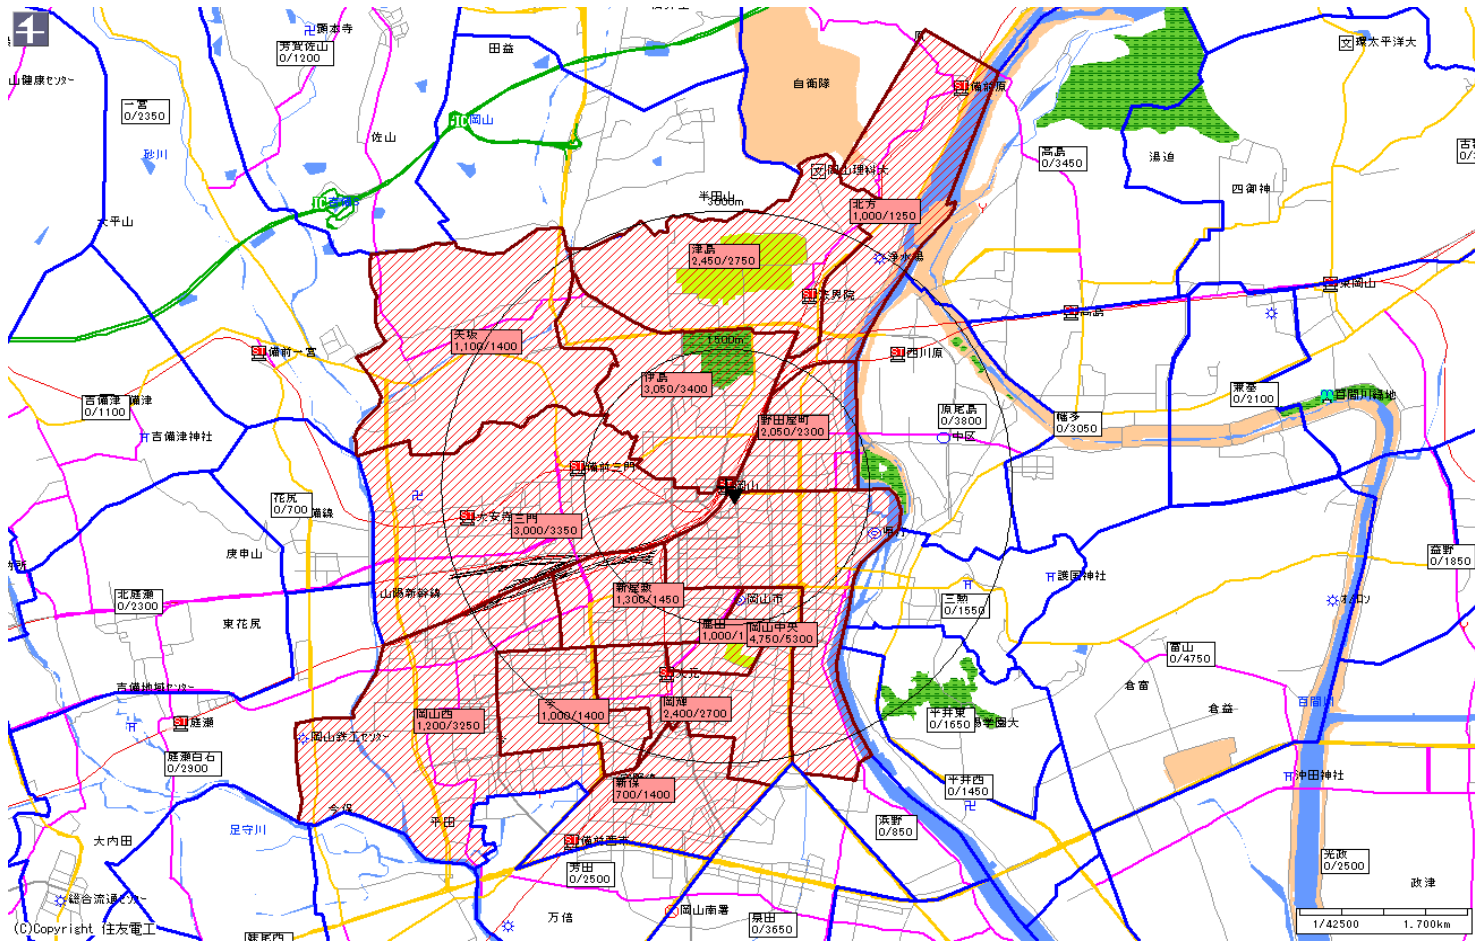 顕本寺
芳賀佐山
0/1200
田益
原
環太平洋大
山健康センター
自衛隊
備前原
一宮
0/2350
IC岡山
佐山
砂川
高島
0/3450
湯迫
岡山理科大
四御神
半田山
3000m
北方
1,000/1250
IC
太平山
津島
2,450/2750
浄水場
法界院
東岡山
高島
矢坂
1,100/1400
1500m
備前一宮
西川原
伊島
3,050/3400
兼基
0/2100
百間川緑地
吉備津
備津
0/1100
原尾島
0/3800
幡多
0/3050
野田屋町
2,050/2300
吉備津神社
中区
備前三門
岡山
花尻
0/700
備線
大安寺
三門
3,000/3350
県庁
庚申山
益野
0/1850
護国神社
山陽新幹線
新屋敷
1,300/1450
岡山市
三勲
0/1550
オムロン
北庭瀬
0/2300
東花尻
1,000/1
岡山中央
4,750/5300
富山
0/4750
大元
倉富
吉備地域センター
倉益
百間川
岡山西
1,200/3250
今
1,000/1400
岡輝
2,400/2700
平井東
0/1650
学園大
庭瀬
岡山鉄工センター
庭瀬白石
0/2900
新保
700/1400
平井西
0/1450
沖田神社
今保
平田
足守川
浜野
0/850
大内田
備前西市
芳田
0/2500
光政
0/2500
政津
総合流通センター
万倍
岡山南署
泉田
0/3650
(C)Copyright 住友電工
1/42500
1.700km